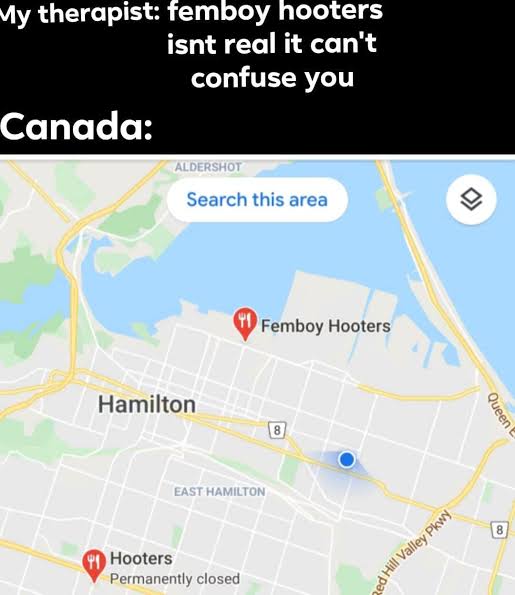 My therapist: femboy hooters
isnt real it can't
confuse you
Canada:
ALDERSHOT
Search this area
Femboy Hooters
Hamilton
8
Queen E
EAST HAMILTON
8
Red Hill Valley Pkwy
Hooters
Permanently closed